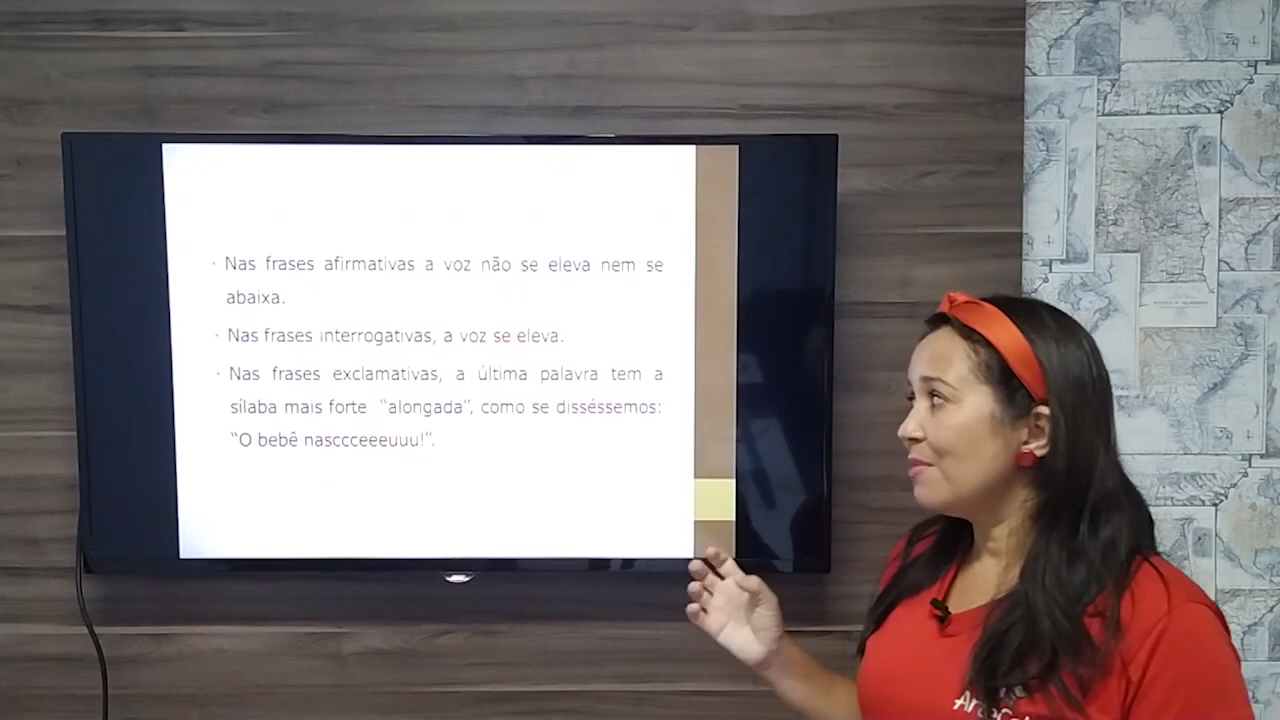 Nas frases afirmativas a voz não se eleva nem se
abaixa.
Nas frases interrogativas, a voz se eleva.
Nas frases exclamativas, a última palavra tem a
sílaba mais forte "alongada", como se disséssemos:
"O bebê nasccceeeuuu!".